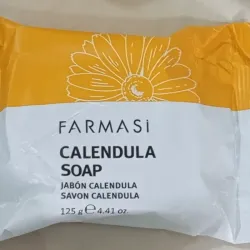 FARMASi
CALENDULA
SOAP
JABÓN CALENDULA
SAVON CALENDULA
125 g ℮ 4.41 oz.